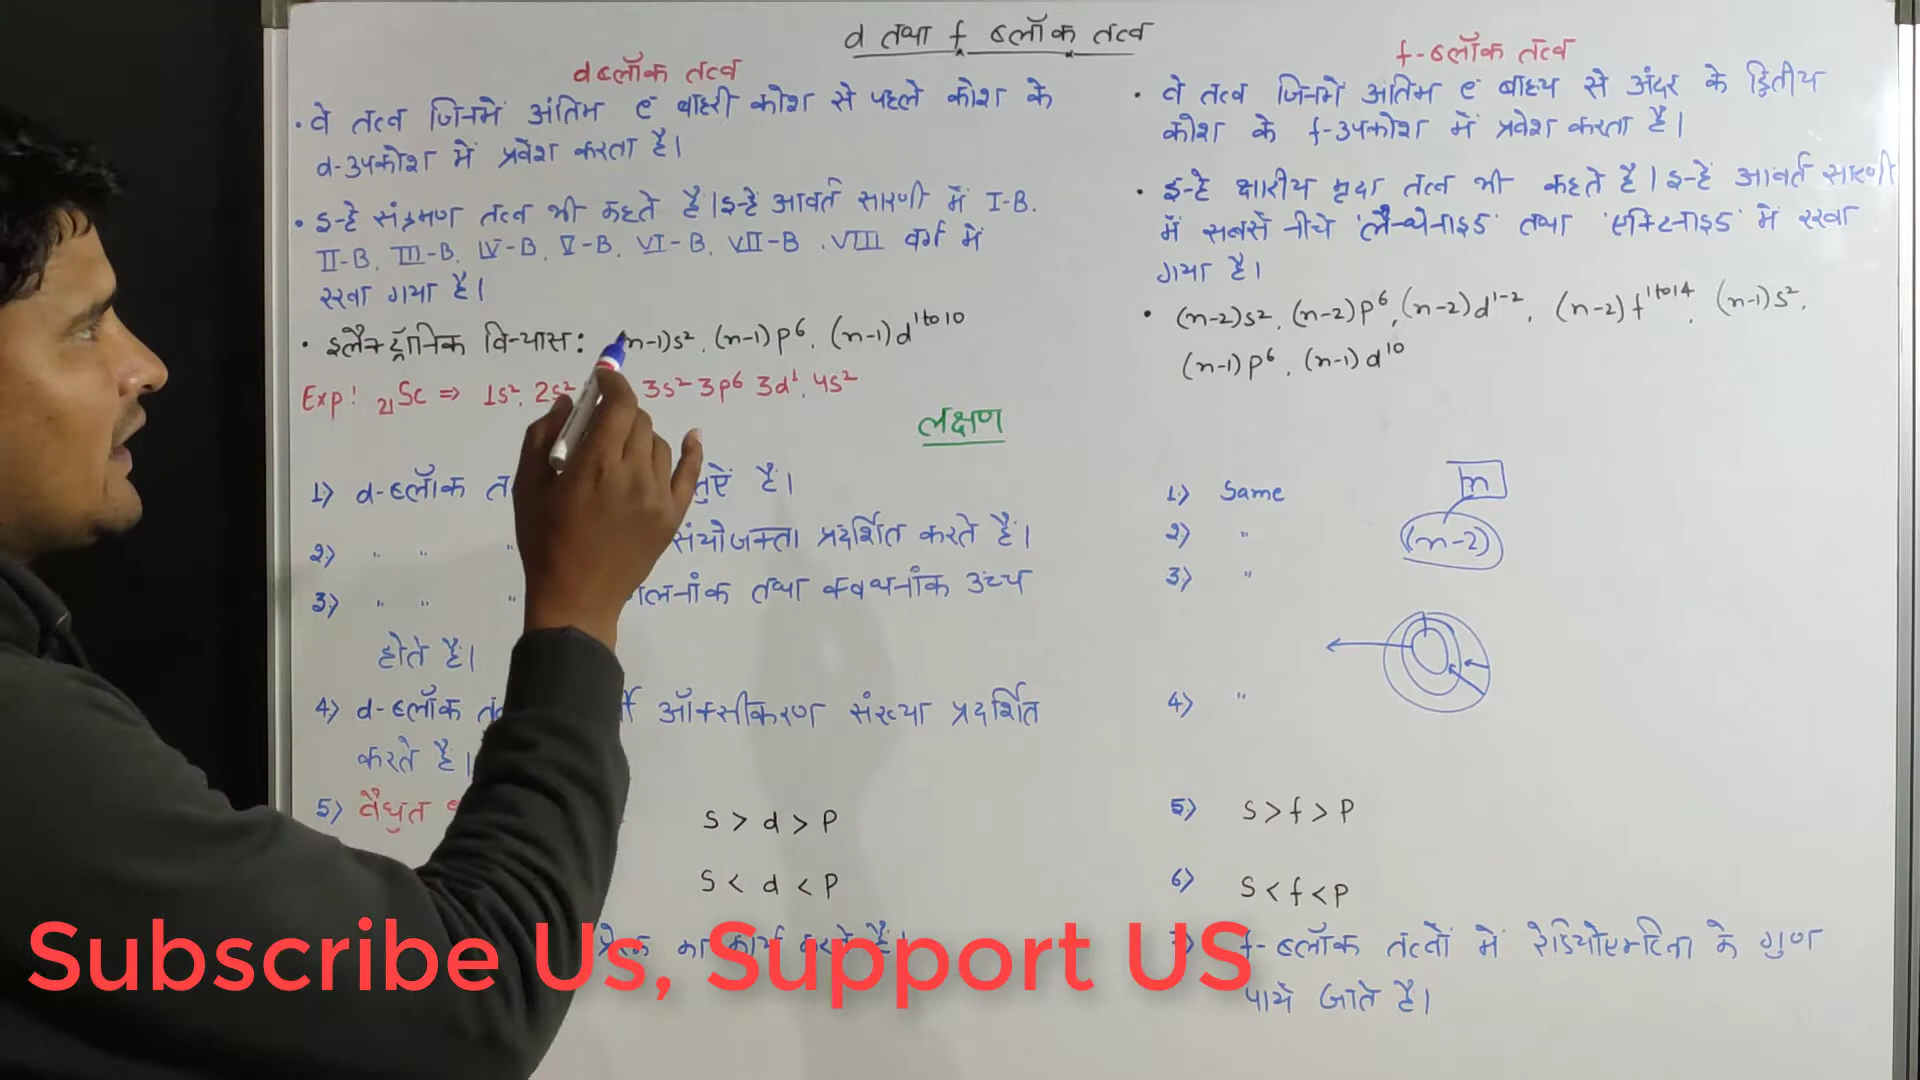 d तथा f ब्लॉक तत्व
d ब्लॉक तत्व
• वे तत्व जिनमें अंतिम e⁻ बाहरी कोश से पहले कोश के
d-उपकोश में प्रवेश करता है।
• इन्हे संक्रमण तत्व भी कहते है। इन्हे आवर्त सारणी में I-B.
II-B, III-B, IV-B, V-B, VI-B, VII-B, VIII वर्ग में
रखा गया है।
• इलैक्ट्रॉनिक विन्यास: n-1)s², (n-1)p⁶, (n-1)d¹ᵗᵒ¹⁰
Exp! ₂₁Sc ⇒ 1s², 2s² 3s² 3p⁶ 3d¹, 4s²
f-ब्लॉक तत्व
• वे तत्व जिनमें अंतिम e⁻ बाह्य से अंदर के द्वितीय
कोश के f-उपकोश में प्रवेश करता है।
• इन्हे क्षारीय मृदा तत्व भी कहते है। इन्हे आवर्त सारणी
में सबसे नीचे 'लैन्थेनाइड' तथा 'एक्टिनाइड' में रखा
गया है।
• (n-2)s², (n-2)p⁶, (n-2)d¹⁻², (n-2)f¹ᵗᵒ¹⁴, (n-1)s²,
(n-1)p⁶, (n-1)d¹⁰
लक्षण
1) d-ब्लॉक है।
2) " " " संयोजक्ता प्रदर्शित करते है।
3) " " " गलनांक तथा क्वथनांक उच्च
होते है।
4) d-ब्लॉक ऑक्सीकरण संख्या प्रदर्शित
करते है।
5) वैधुत
S > d > P
S < d < P
का कार्य करते है।
1) Same
2) "
3) "
4) "
5) S > f > P
6) S < f < P
f-ब्लॉक तत्वों में रेडियोएक्टिवता के गुण
पाये जाते है।
n
(n-2)
Subscribe Us, Support US